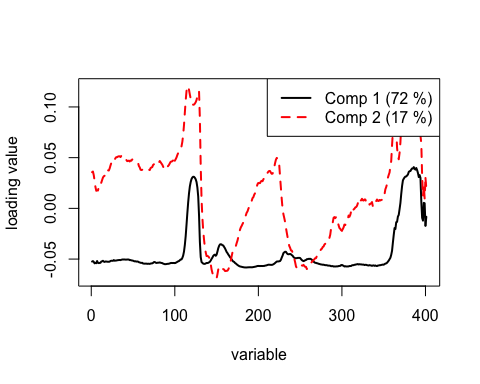 Comp 1 (72 %)
Comp 2 (17 %)
loading value
0.10
0.05
0.00
-0.05
0 100 200 300 400
variable